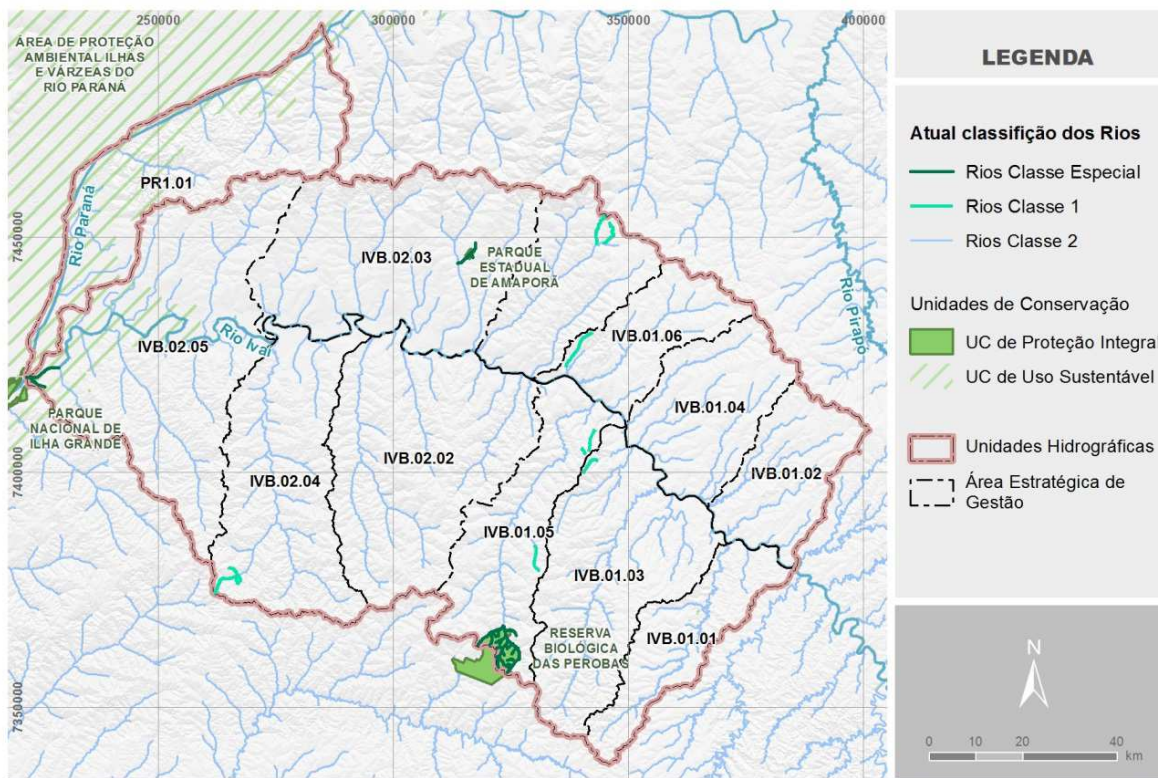 250000
300000
350000
400000
ÁREA DE PROTEÇÃO
AMBIENTAL ILHAS
E VÁRZEAS DO
RIO PARANÁ
PR1.01
Rio Paraná
7450000
7450000
IVB.02.03
PARQUE
ESTADUAL
DE AMAPORÃ
Rio Pirapó
IVB.02.05
Rio Ivaí
IVB.01.06
PARQUE
NACIONAL DE
ILHA GRANDE
IVB.01.04
IVB.02.02
IVB.02.04
7400000
7400000
IVB.01.02
IVB.01.05
IVB.01.03
IVB.01.01
RESERVA
BIOLÓGICA
DAS PEROBAS
7350000
7350000
LEGENDA
Atual classifição dos Rios
Rios Classe Especial
Rios Classe 1
Rios Classe 2
Unidades de Conservação
UC de Proteção Integral
UC de Uso Sustentável
Unidades Hidrográficas
Área Estratégica de
Gestão
N
0 10 20 40
km